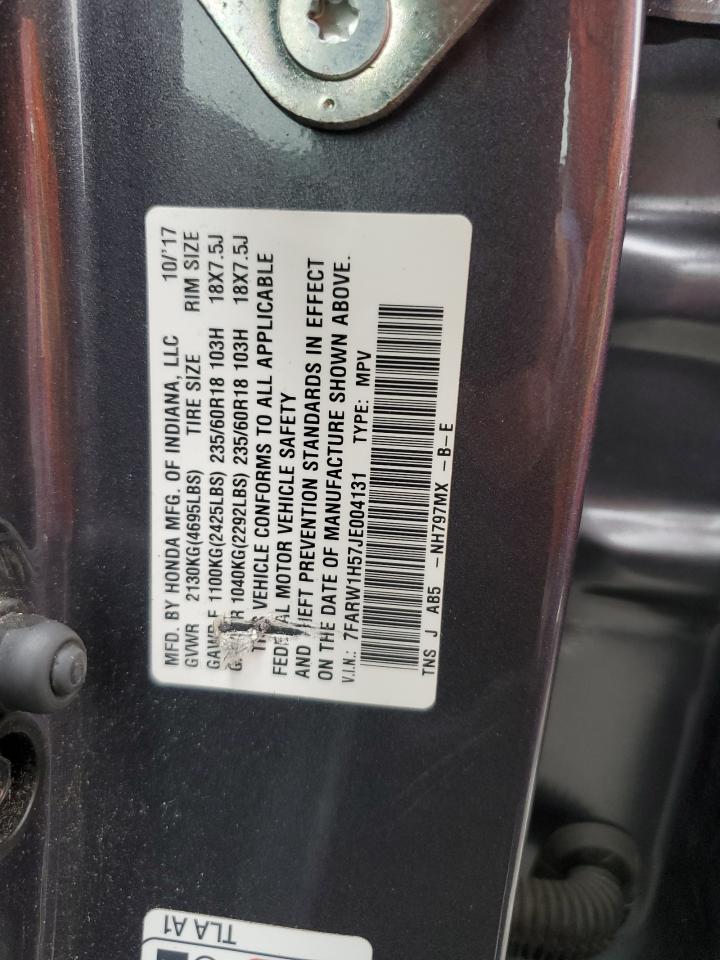 MFD. BY HONDA MFG. OF INDIANA, LLC 10/'17
GVWR 2130KG(4695LBS) TIRE SIZE RIM SIZE
GAWR F 1100KG(2425LBS) 235/60R18 103H 18X7.5J
R 1040KG(2292LBS) 235/60R18 103H 18X7.5J
VEHICLE CONFORMS TO ALL APPLICABLE
FEDERAL MOTOR VEHICLE SAFETY
AND THEFT PREVENTION STANDARDS IN EFFECT
ON THE DATE OF MANUFACTURE SHOWN ABOVE.
V.I.N.: 7FARW1H57JE004131 TYPE: MPV
TNS J AB5 -NH797MX -B-E
TLA A1